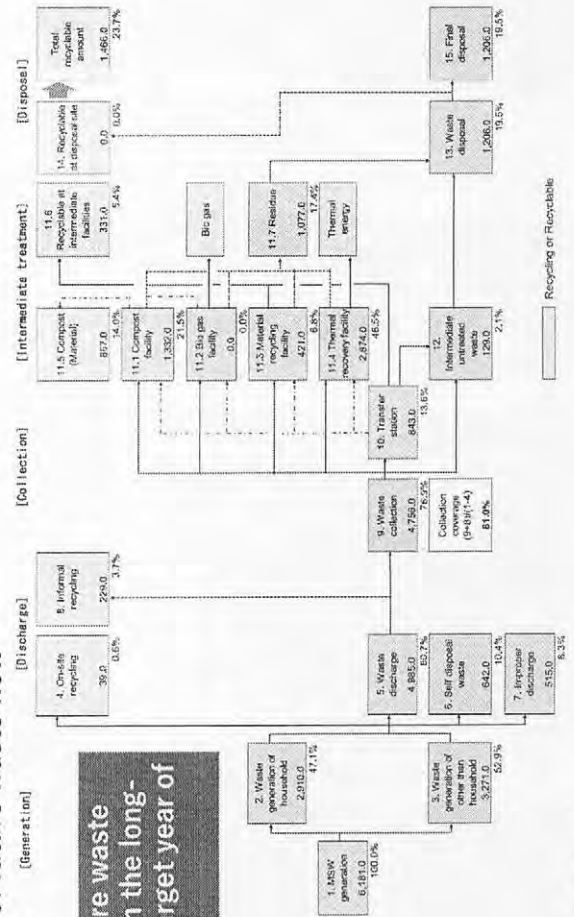 [Generation]
[Discharge]
[Collection]
[Intermediate treatment]
[Disposal]
re waste
n the long-
rget year of
1. MSW
generation
6,181.0
100.0%
2. Waste
generation of
household
2,910.0
47.1%
3. Waste
generation of
other than
household
3,271.0
52.9%
4. On-site
recycling
39.0
0.6%
8. Informal
recycling
229.0
3.7%
5. Waste
discharge
4,985.0
80.7%
6. Self disposal
waste
642.0
10.4%
7. Improper
discharge
515.0
8.3%
9. Waste
collection
4,756.0
76.9%
Collection
coverage
(9+8)/(1-4)
10. Transfer
station
843.0
13.6%
11.5 Compost
(Material)
867.0
14.0%
11.1 Compost
facility
1,332.0
21.5%
11.2 Bio gas
facility
0.0
0.0%
11.3 Material
recycling
facility
421.0
6.8%
11.4 Thermal
recovery facility
2,874.0
46.5%
12.
Intermediate
untreated
waste
129.0
2.1%
11.6
Recyclable at
intermediate
facilities
331.0
5.4%
Bio gas
11.7 Residue
1,077.0
17.4%
Thermal
energy
14. Recyclable
at disposal site
0.0
0.0%
13. Waste
disposal
1,206.0
19.5%
Total
recyclable
amount
1,466.0
23.7%
15. Final
disposal
1,206.0
19.5%
Recycling or Recyclable